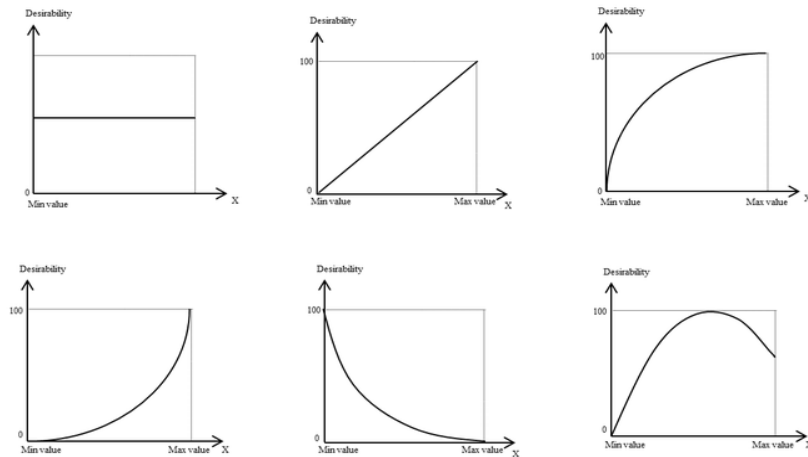 Desirability
0
Min value
X
Desirability
100
0
Min value
Max value
X
Desirability
100
0
Min value
Max value
X
Desirability
100
0
Min value
Max value
X
Desirability
100
0
Min value
Max value
X
Desirability
100
0
Min value
Max value
X